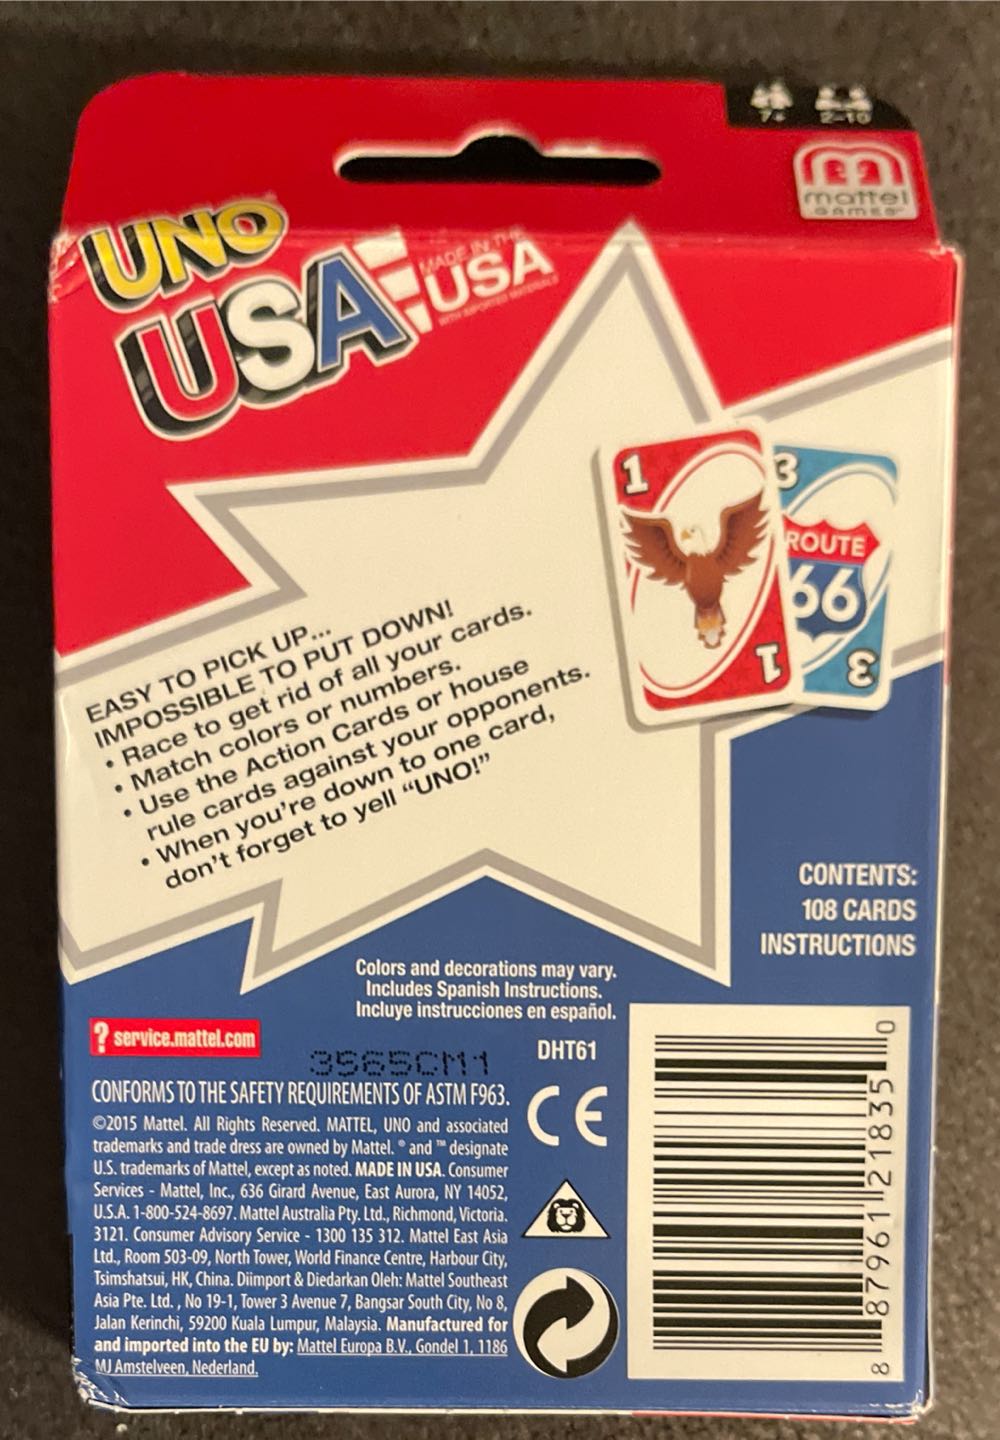 7+ 2-10
mattel
GAMES
UNO
USA
MADE IN THE
USA
WITH IMPORTED MATERIALS
1
3
ROUTE
66
1
3
EASY TO PICK UP...
IMPOSSIBLE TO PUT DOWN!
• Race to get rid of all your cards.
• Match colors or numbers.
• Use the Action Cards or house
rule cards against your opponents.
• When you're down to one card,
don't forget to yell “UNO!”
CONTENTS:
108 CARDS
INSTRUCTIONS
Colors and decorations may vary.
Includes Spanish Instructions.
Incluye instrucciones en español.
? service.mattel.com
3565CM1
DHT61
CONFORMS TO THE SAFETY REQUIREMENTS OF ASTM F963.
©2015 Mattel. All Rights Reserved. MATTEL, UNO and associated
trademarks and trade dress are owned by Mattel. ® and ™ designate
U.S. trademarks of Mattel, except as noted. MADE IN USA. Consumer
Services - Mattel, Inc., 636 Girard Avenue, East Aurora, NY 14052,
U.S.A. 1-800-524-8697. Mattel Australia Pty. Ltd., Richmond, Victoria.
3121. Consumer Advisory Service - 1300 135 312. Mattel East Asia
Ltd., Room 503-09, North Tower, World Finance Centre, Harbour City,
Tsimshatsui, HK, China. Diimport & Diedarkan Oleh: Mattel Southeast
Asia Pte. Ltd. , No 19-1, Tower 3 Avenue 7, Bangsar South City, No 8,
Jalan Kerinchi, 59200 Kuala Lumpur, Malaysia. Manufactured for
and imported into the EU by: Mattel Europa B.V., Gondel 1, 1186
MJ Amstelveen, Nederland.
CE
8 87961 21835 0